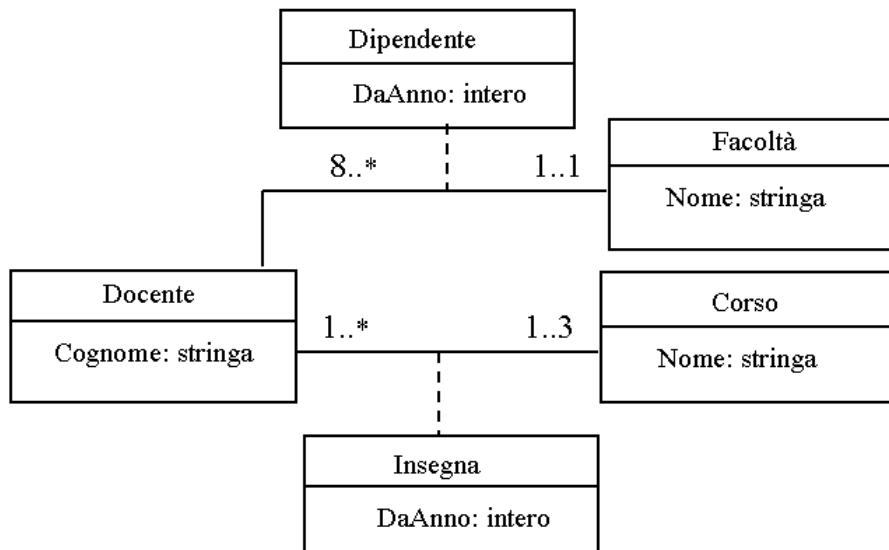 Dipendente
DaAnno: intero
8..*
1..1
Facoltà
Nome: stringa
Docente
Cognome: stringa
1..*
1..3
Corso
Nome: stringa
Insegna
DaAnno: intero